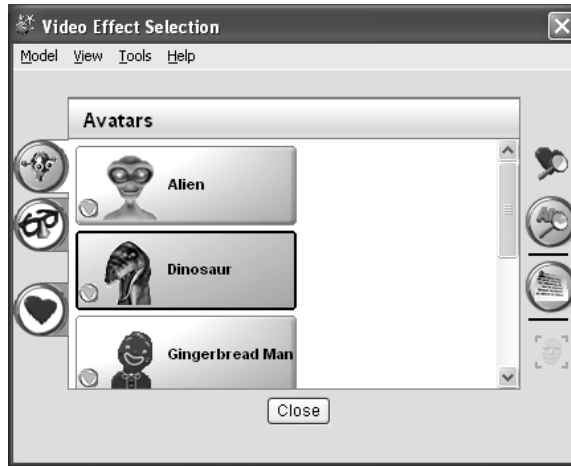 Video Effect Selection
Model View Tools Help
Avatars
Alien
Dinosaur
Gingerbread Man
Close